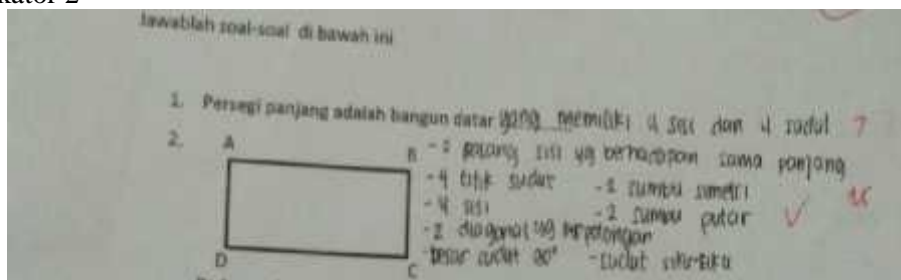 Jawablah soal-soal di bawah ini
1. Persegi panjang adalah bangun datar yang memiliki 4 sisi dan 4 sudut 7
2. A B - 2 pasang sisi yg berhadapan sama panjang
- 4 titik sudut - 2 sumbu simetri
- 4 sisi - 2 sumbu putar
- 2 diagonal yg berpotongan
D C - besar sudut 90° - sudut siku-siku